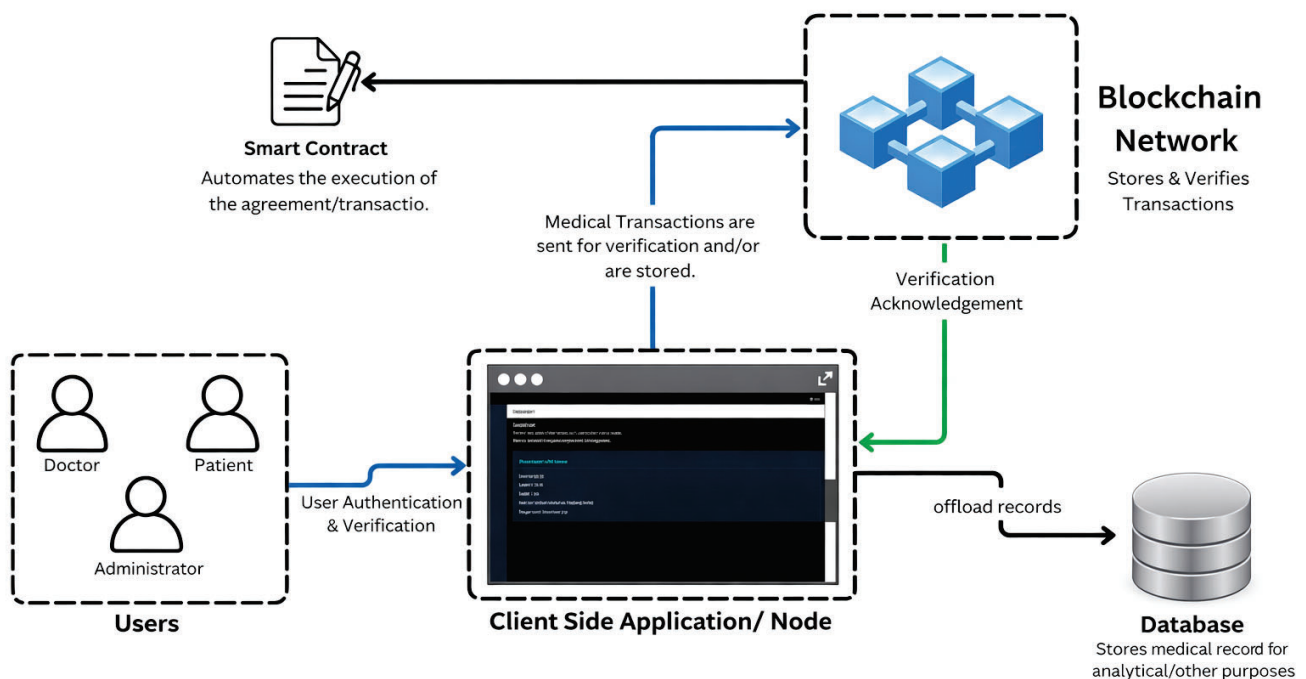 Smart Contract
Automates the execution of
the agreement/transactio.
Blockchain
Network
Stores & Verifies
Transactions
Medical Transactions are
sent for verification and/or
are stored.
Verification
Acknowledgement
Doctor
Patient
Administrator
Users
User Authentication
& Verification
Client Side Application/ Node
offload records
Database
Stores medical record for
analytical/other purposes